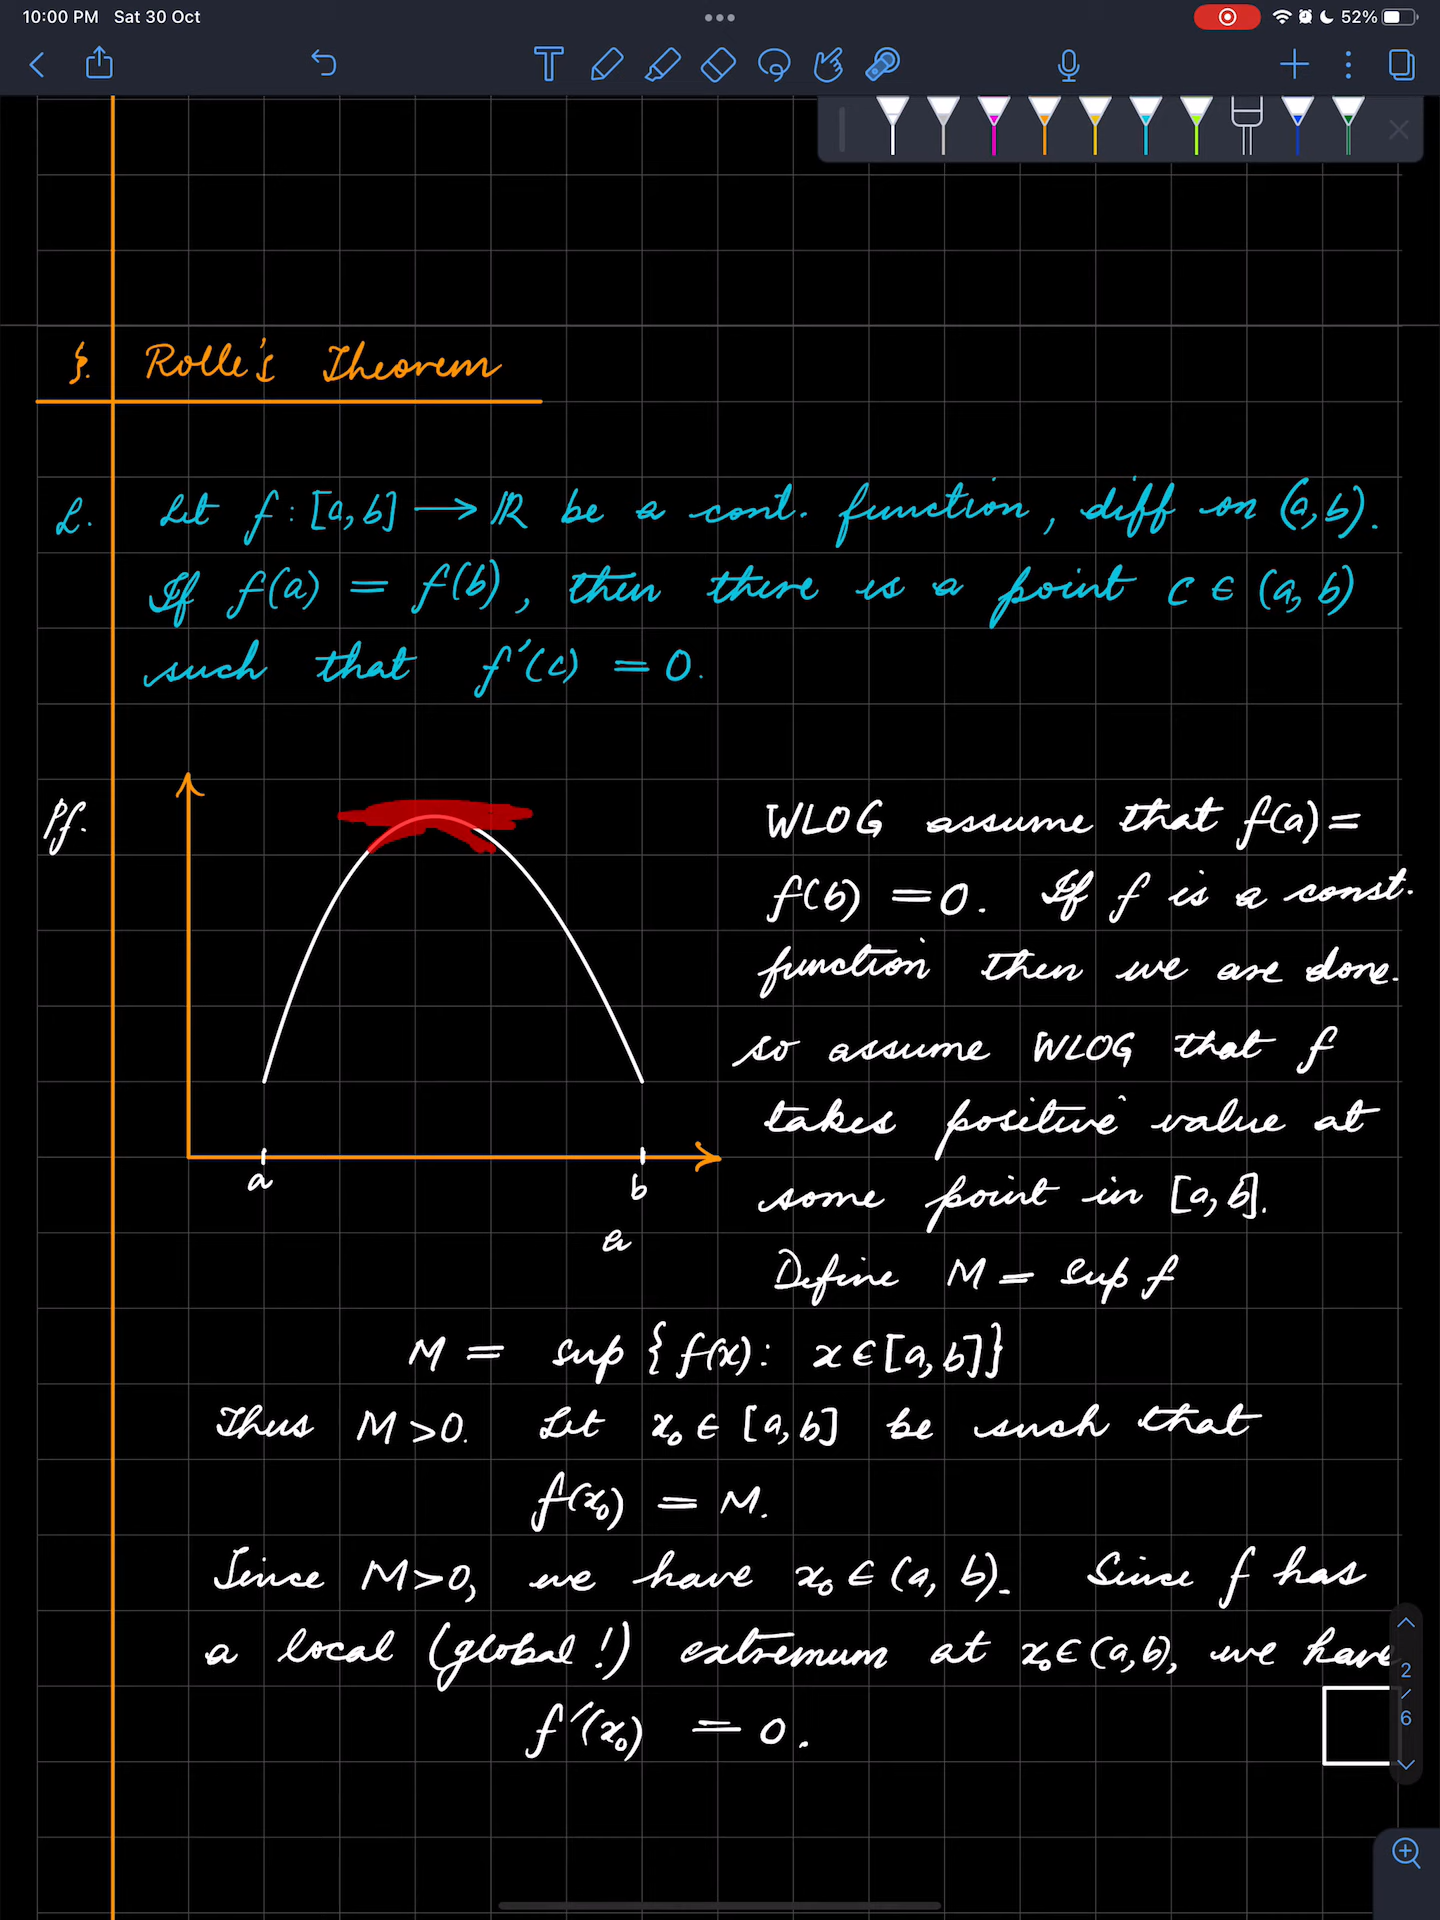 10:00 PM Sat 30 Oct
52%
§. Rolle's Theorem
L. Let f : [a,b] → ℝ be a cont. function, diff on (a,b).
If f(a) = f(b), then there is a point c ∈ (a,b)
such that f'(c) = 0.
Pf.
WLOG assume that f(a) =
f(b) = 0. If f is a const.
function then we are done.
so assume WLOG that f
takes positive value at
some point in [a,b].
a b
a
Define M = sup f
M = sup {f(x): x ∈ [a,b]}
Thus M > 0. Let x₀ ∈ [a,b] be such that
f(x₀) = M.
Since M > 0, we have x₀ ∈ (a,b). Since f has
a local (global!) extremum at x₀ ∈ (a,b), we have
f'(x₀) = 0.
2
/
6